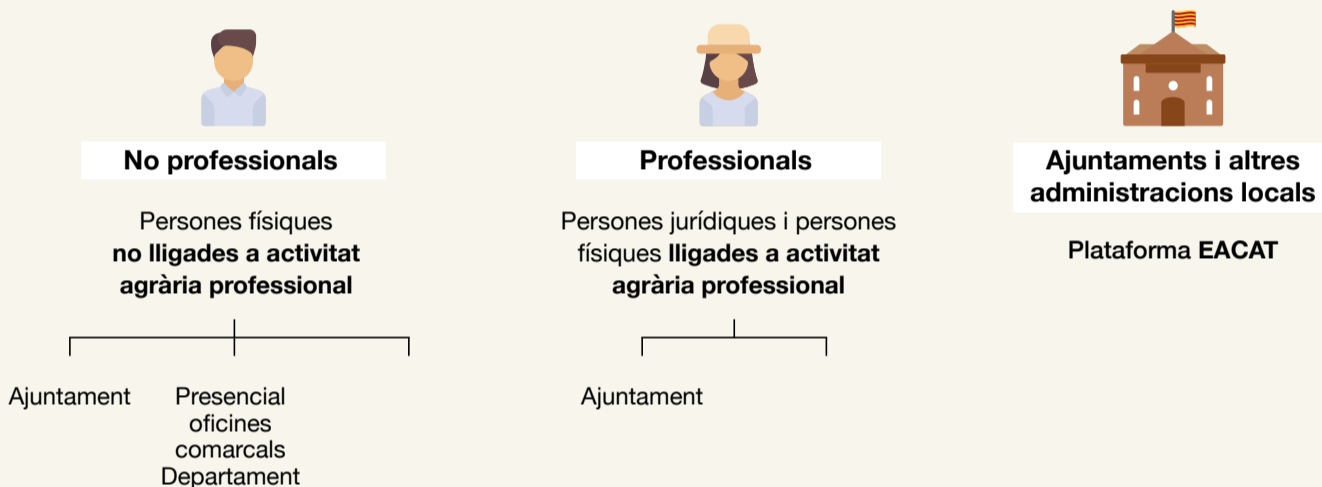 No professionals
Persones físiques
no lligades a activitat
agrària professional
Ajuntament
Presencial
oficines
comarcals
Departament
Professionals
Persones jurídiques i persones
físiques lligades a activitat
agrària professional
Ajuntament
Ajuntaments i altres
administracions locals
Plataforma EACAT